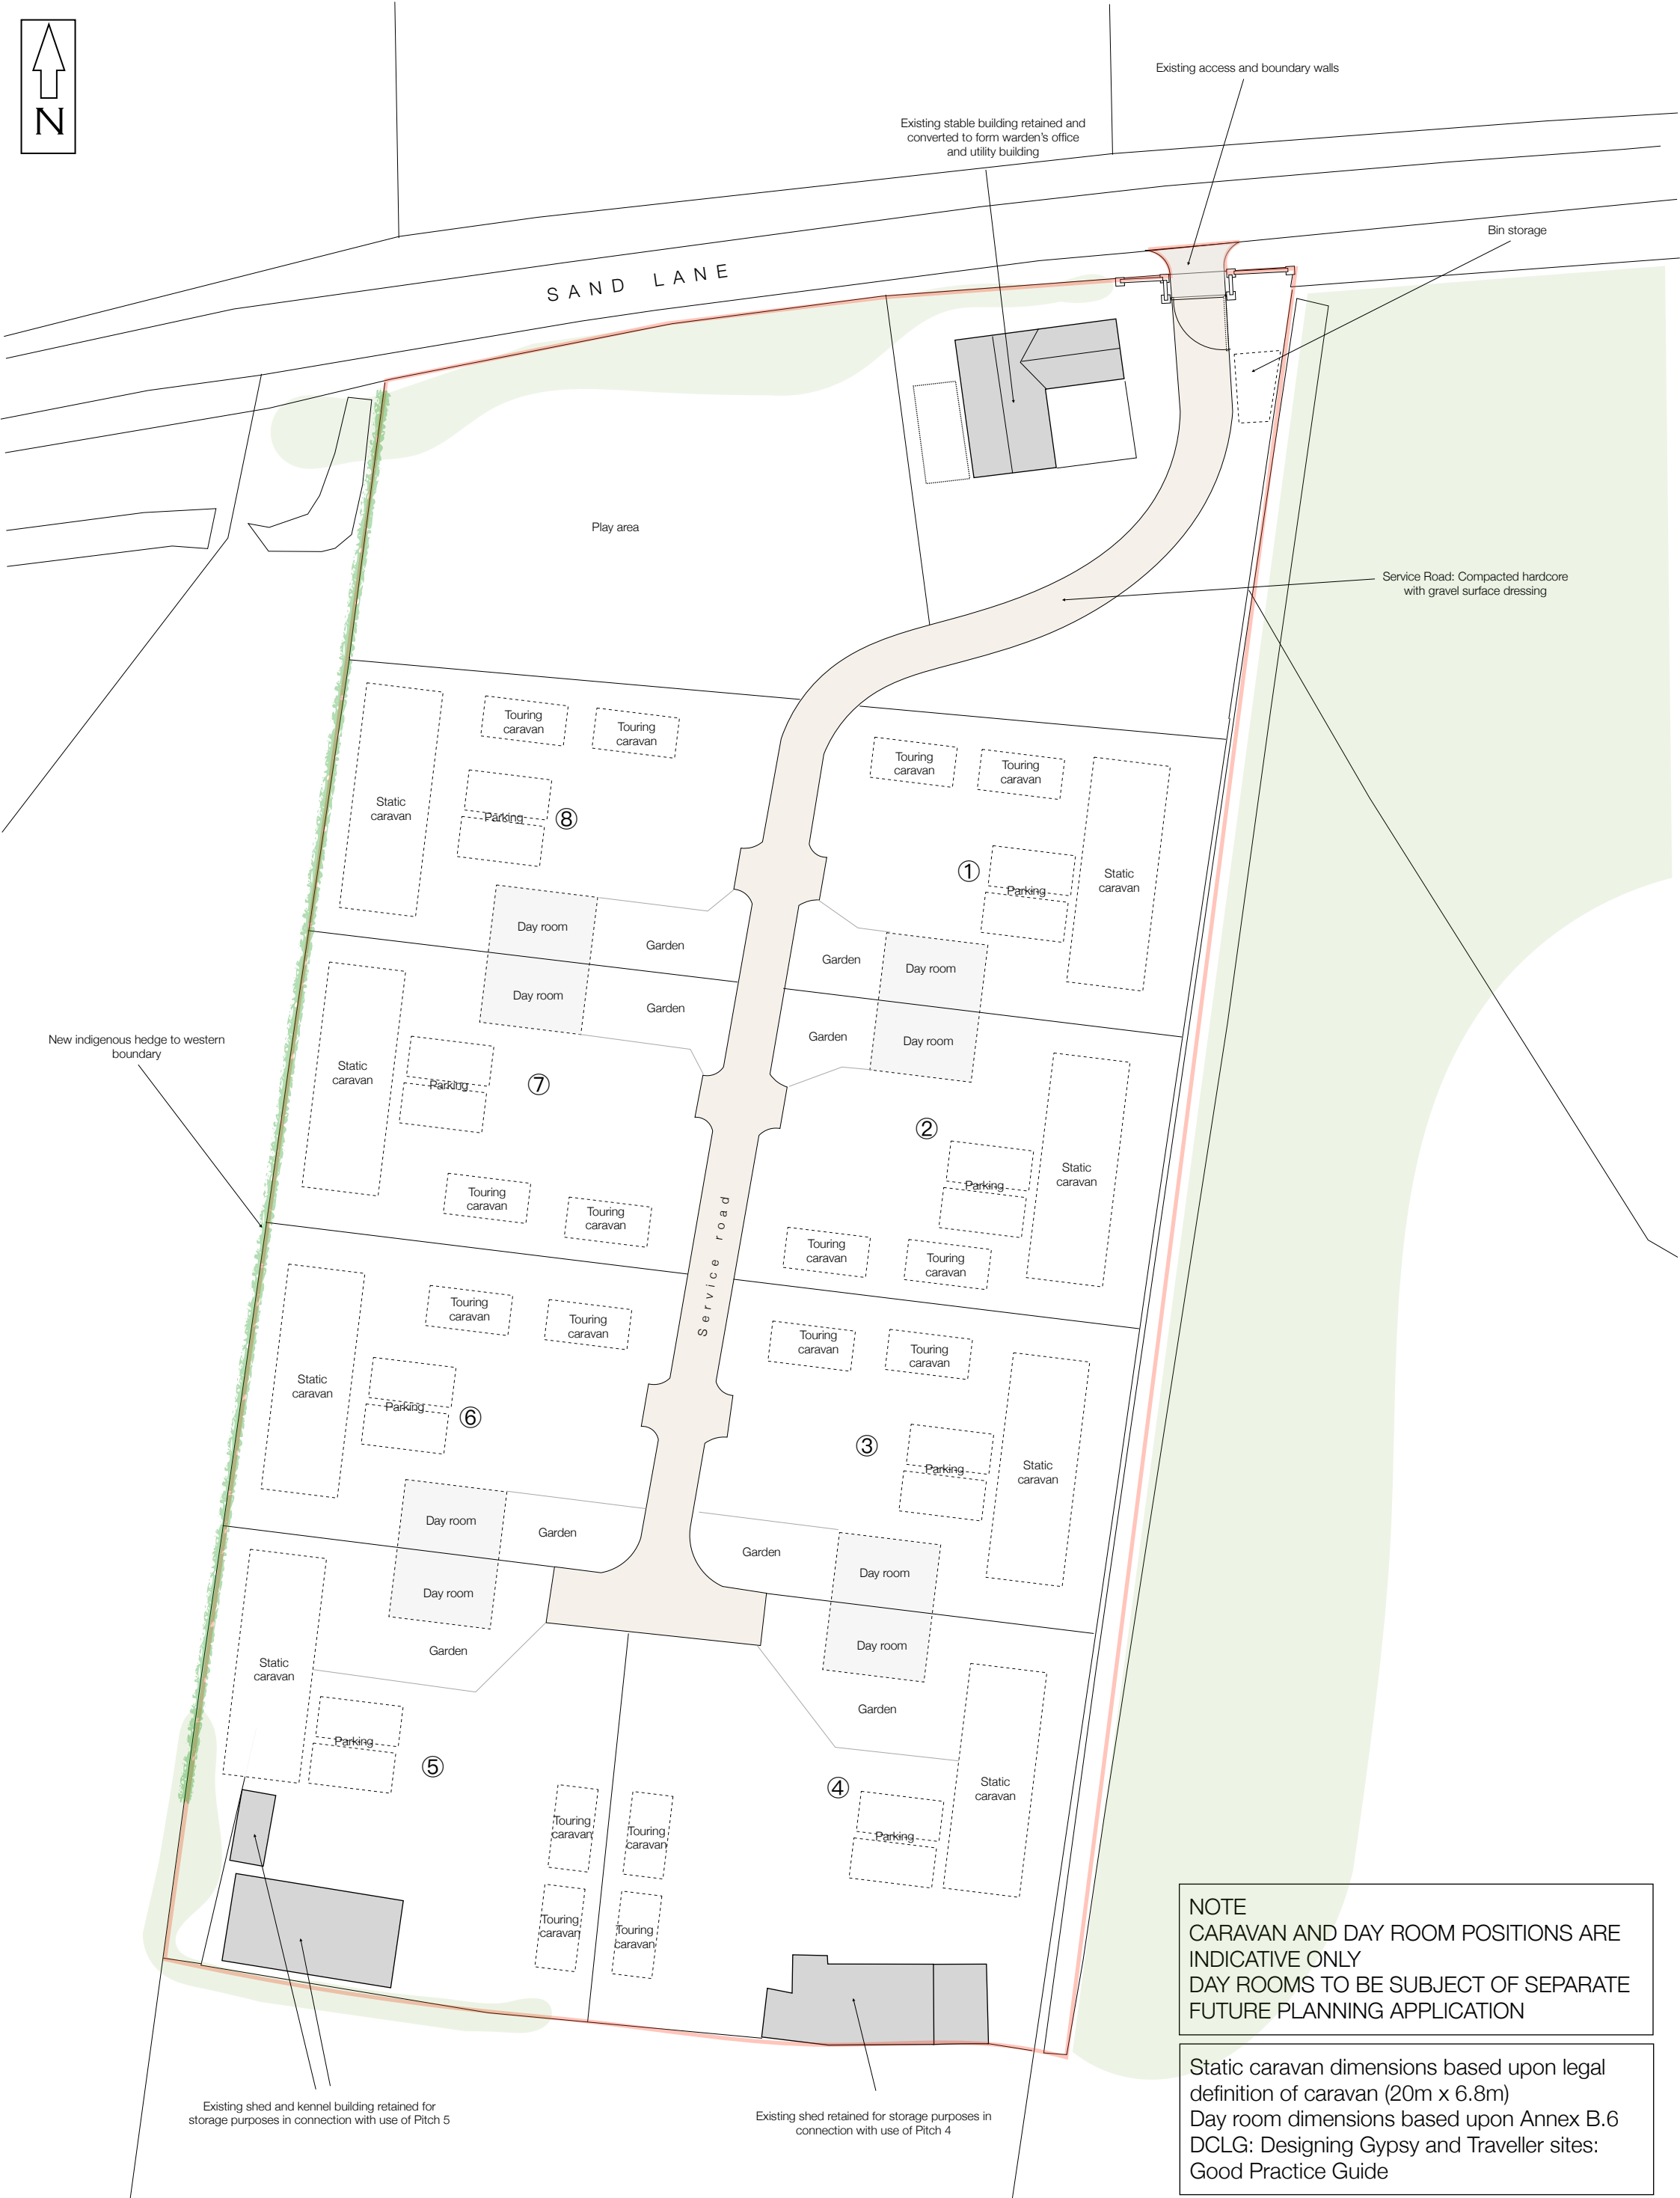 N
Existing access and boundary walls
Existing stable building retained and
converted to form warden's office
and utility building
Bin storage
SAND LANE
Play area
Service Road: Compacted hardcore
with gravel surface dressing
Touring
caravan
Touring
caravan
Static
caravan
Parking
8
Day room
Garden
Touring
caravan
Touring
caravan
1
Parking
Static
caravan
Garden
Day room
Day room
Garden
Static
caravan
Parking
7
Touring
caravan
Touring
caravan
Garden
Day room
2
Parking
Static
caravan
Touring
caravan
Touring
caravan
New indigenous hedge to western
boundary
Service road
Touring
caravan
Touring
caravan
Static
caravan
Parking
6
Day room
Garden
Touring
caravan
Touring
caravan
3
Parking
Static
caravan
Garden
Day room
Day room
Garden
Static
caravan
Parking
5
Touring
caravan
Touring
caravan
Day room
Garden
4
Static
caravan
Parking
Touring
caravan
Touring
caravan
Existing shed and kennel building retained for
storage purposes in connection with use of Pitch 5
Existing shed retained for storage purposes in
connection with use of Pitch 4
NOTE
CARAVAN AND DAY ROOM POSITIONS ARE
INDICATIVE ONLY
DAY ROOMS TO BE SUBJECT OF SEPARATE
FUTURE PLANNING APPLICATION
Static caravan dimensions based upon legal
definition of caravan (20m x 6.8m)
Day room dimensions based upon Annex B.6
DCLG: Designing Gypsy and Traveller sites:
Good Practice Guide